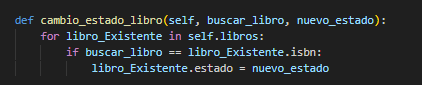 def cambio_estado_libro(self, buscar_libro, nuevo_estado):
    for libro_Existente in self.libros:
        if buscar_libro == libro_Existente.isbn:
            libro_Existente.estado = nuevo_estado